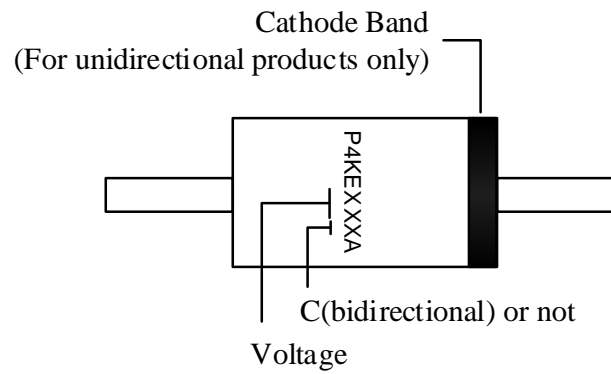 Cathode Band
(For unidirectional products only)
P4KEXXXA
C(bidirectional) or not
Voltage